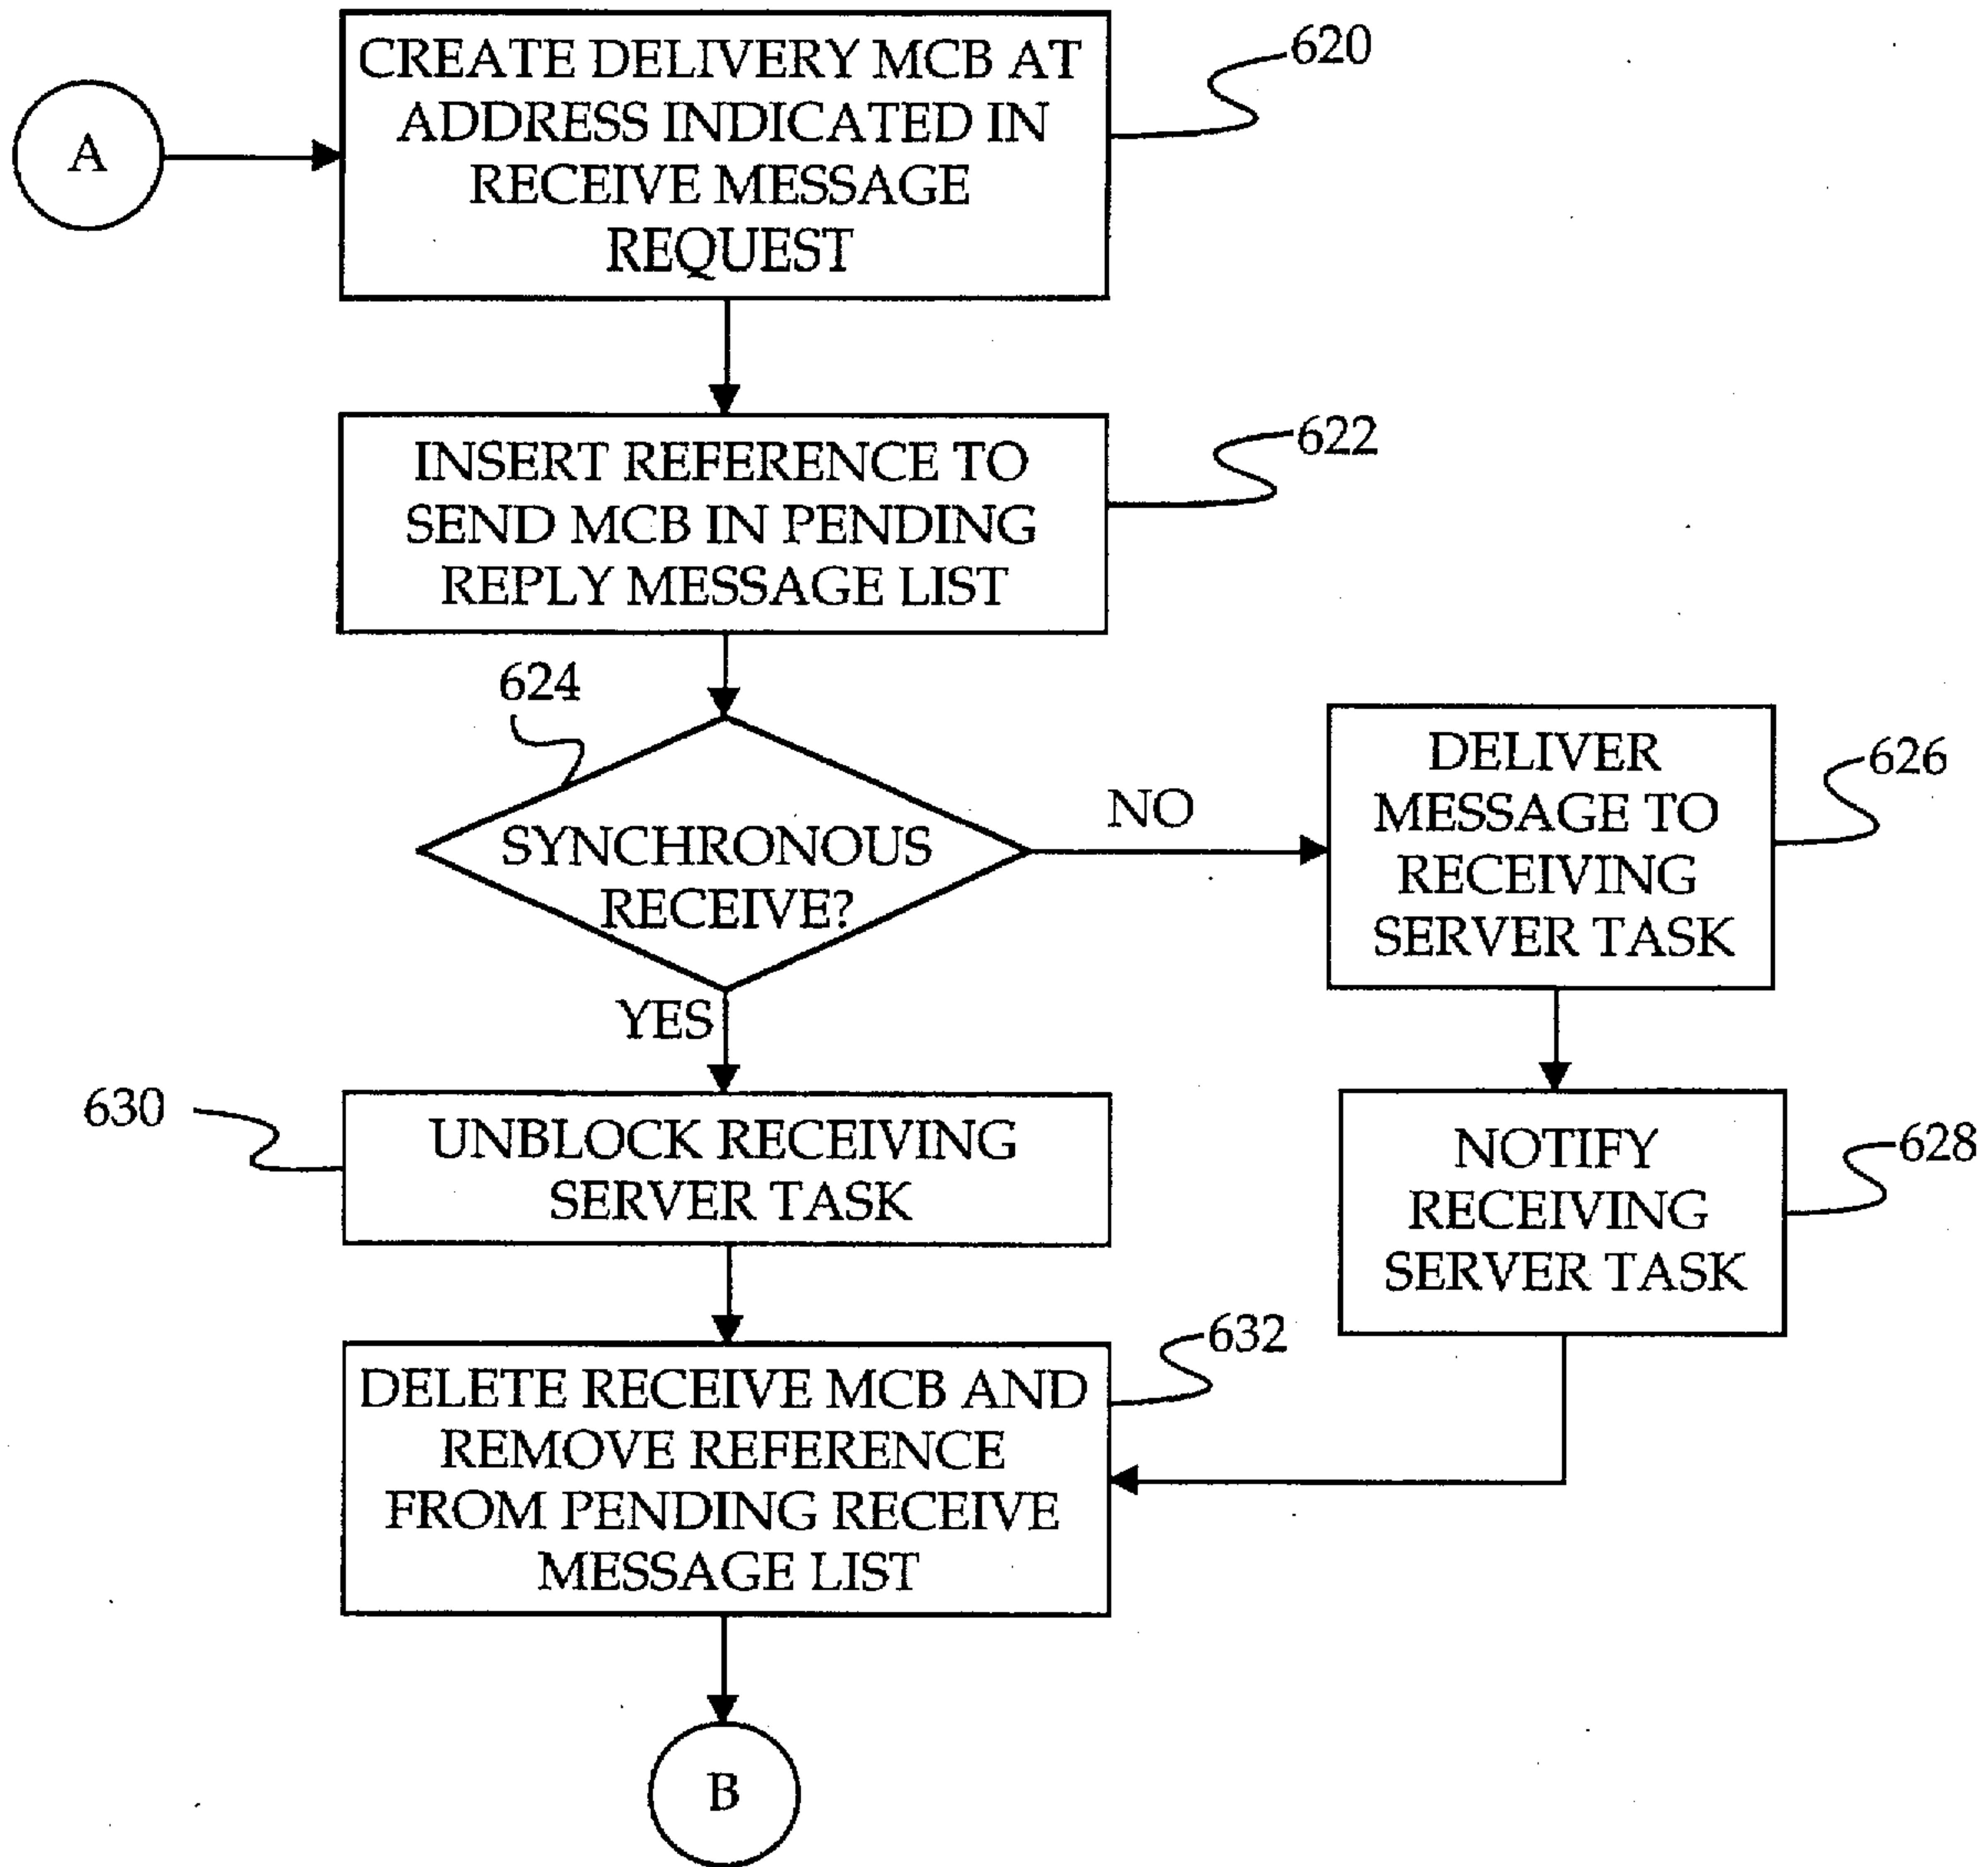 CREATE DELIVERY MCB AT
ADDRESS INDICATED IN
RECEIVE MESSAGE
REQUEST
620
A
INSERT REFERENCE TO
SEND MCB IN PENDING
REPLY MESSAGE LIST
622
624
SYNCHRONOUS
RECEIVE?
NO
YES
DELIVER
MESSAGE TO
RECEIVING
SERVER TASK
626
630
UNBLOCK RECEIVING
SERVER TASK
NOTIFY
RECEIVING
SERVER TASK
628
DELETE RECEIVE MCB AND
REMOVE REFERENCE
FROM PENDING RECEIVE
MESSAGE LIST
632
B